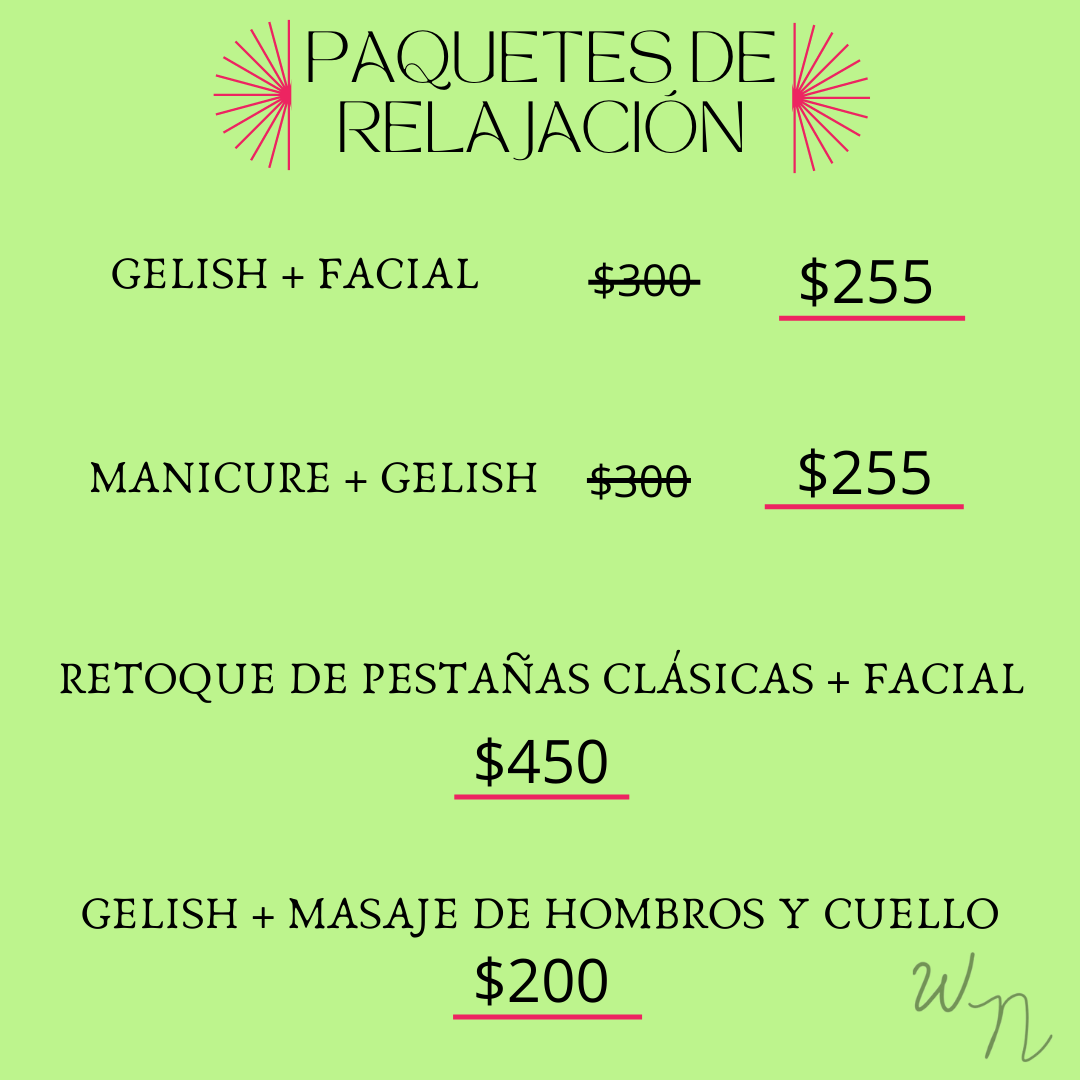 PAQUETES DE
RELAJACIÓN
GELISH + FACIAL $300 $255
MANICURE + GELISH $300 $255
RETOQUE DE PESTAÑAS CLÁSICAS + FACIAL
$450
GELISH + MASAJE DE HOMBROS Y CUELLO
$200
wn